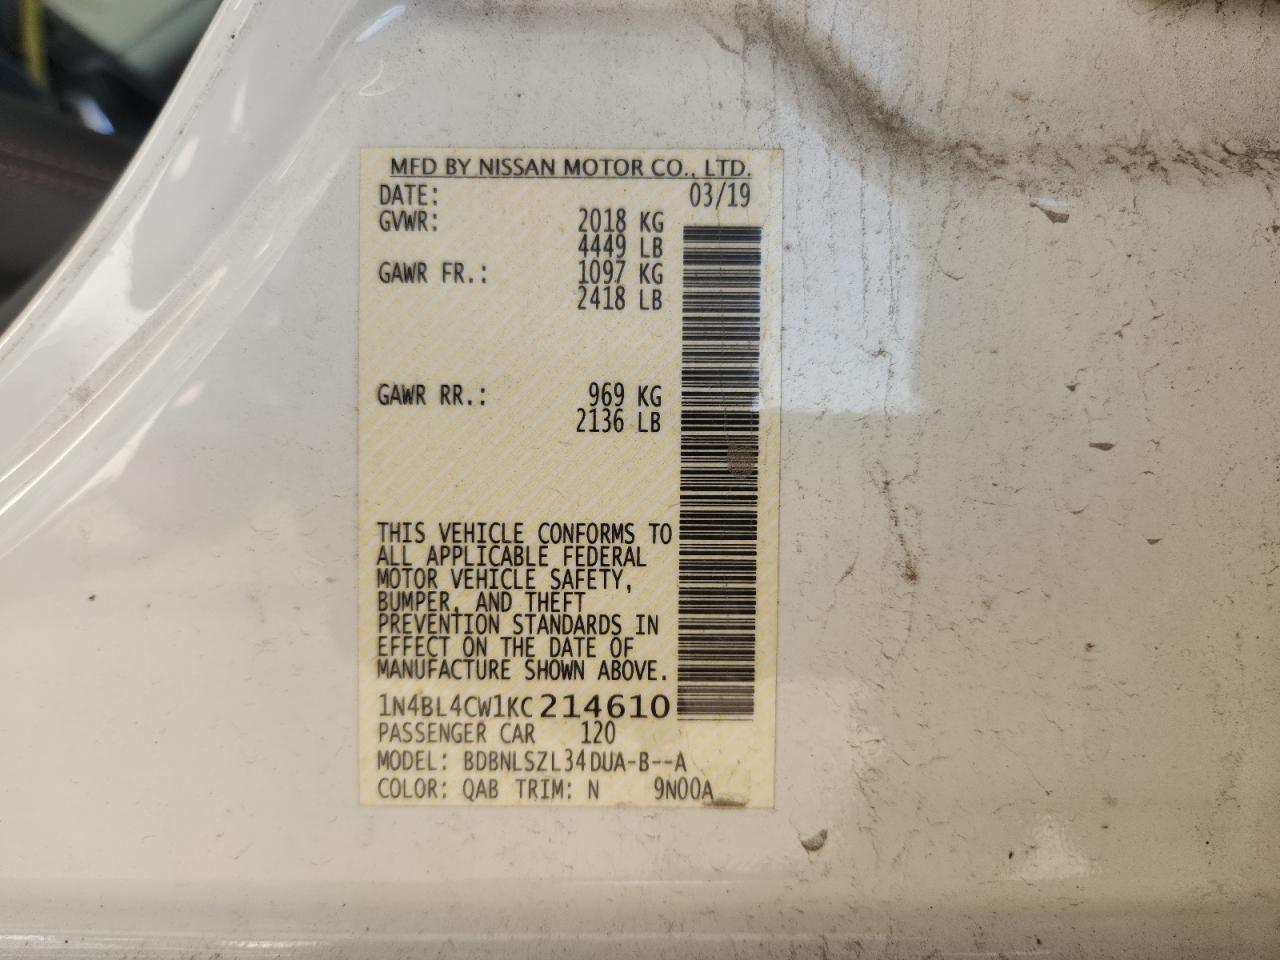 MFD BY NISSAN MOTOR CO., LTD.
DATE: 03/19
GVWR: 2018 KG
4449 LB
GAWR FR.: 1097 KG
2418 LB
GAWR RR.: 969 KG
2136 LB
THIS VEHICLE CONFORMS TO
ALL APPLICABLE FEDERAL
MOTOR VEHICLE SAFETY,
BUMPER, AND THEFT
PREVENTION STANDARDS IN
EFFECT ON THE DATE OF
MANUFACTURE SHOWN ABOVE.
1N4BL4CW1KC214610
PASSENGER CAR 120
MODEL: BDBNLSZL34DUA-B--A
COLOR: QAB TRIM: N 9N00A